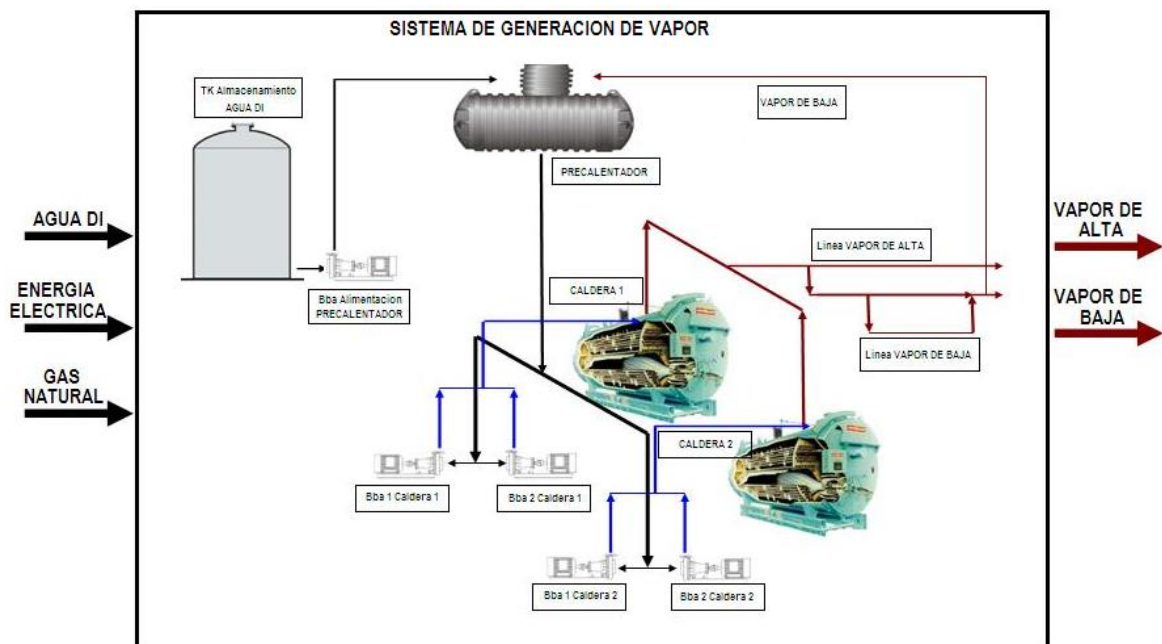 SISTEMA DE GENERACION DE VAPOR
TK Almacenamiento
AGUA DI
VAPOR DE BAJA
PRECALENTADOR
AGUA DI
ENERGIA
ELECTRICA
GAS
NATURAL
Bba Alimentacion
PRECALENTADOR
CALDERA 1
Linea VAPOR DE ALTA
Linea VAPOR DE BAJA
VAPOR DE
ALTA
VAPOR DE
BAJA
CALDERA 2
Bba 1 Caldera 1
Bba 2 Caldera 1
Bba 1 Caldera 2
Bba 2 Caldera 2